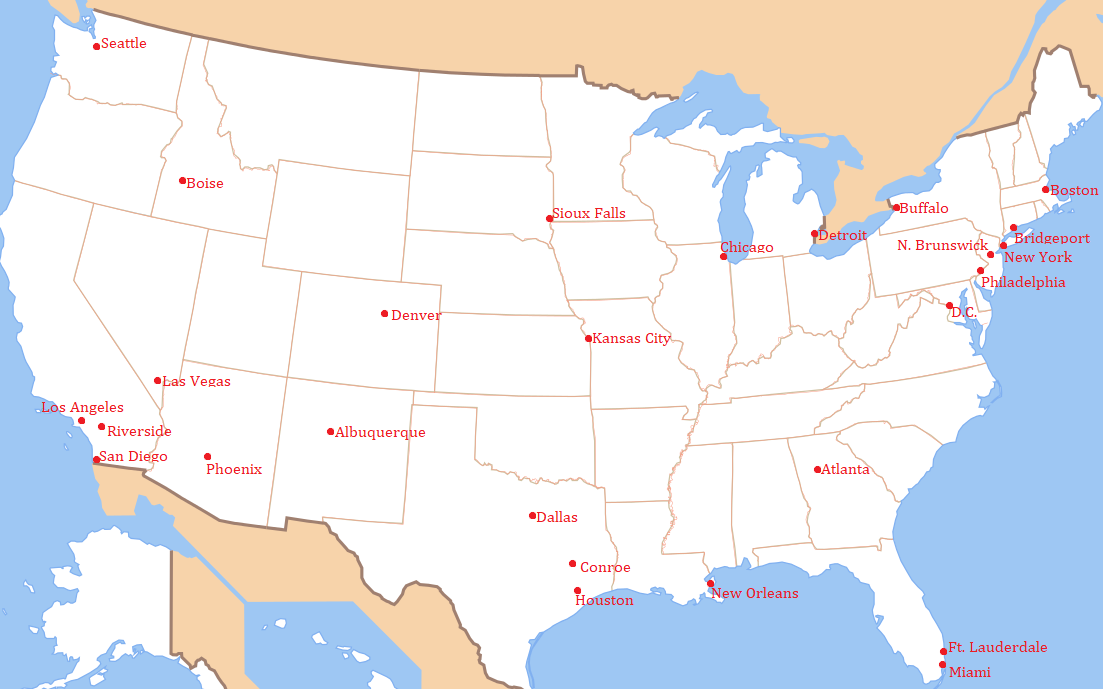 Seattle
Boise
Boston
Buffalo
Sioux Falls
Detroit
Bridgeport
N. Brunswick
Chicago
New York
Philadelphia
D.C.
Denver
Kansas City
Las Vegas
Los Angeles
Riverside
Albuquerque
San Diego
Phoenix
Atlanta
Dallas
Conroe
New Orleans
Houston
Ft. Lauderdale
Miami